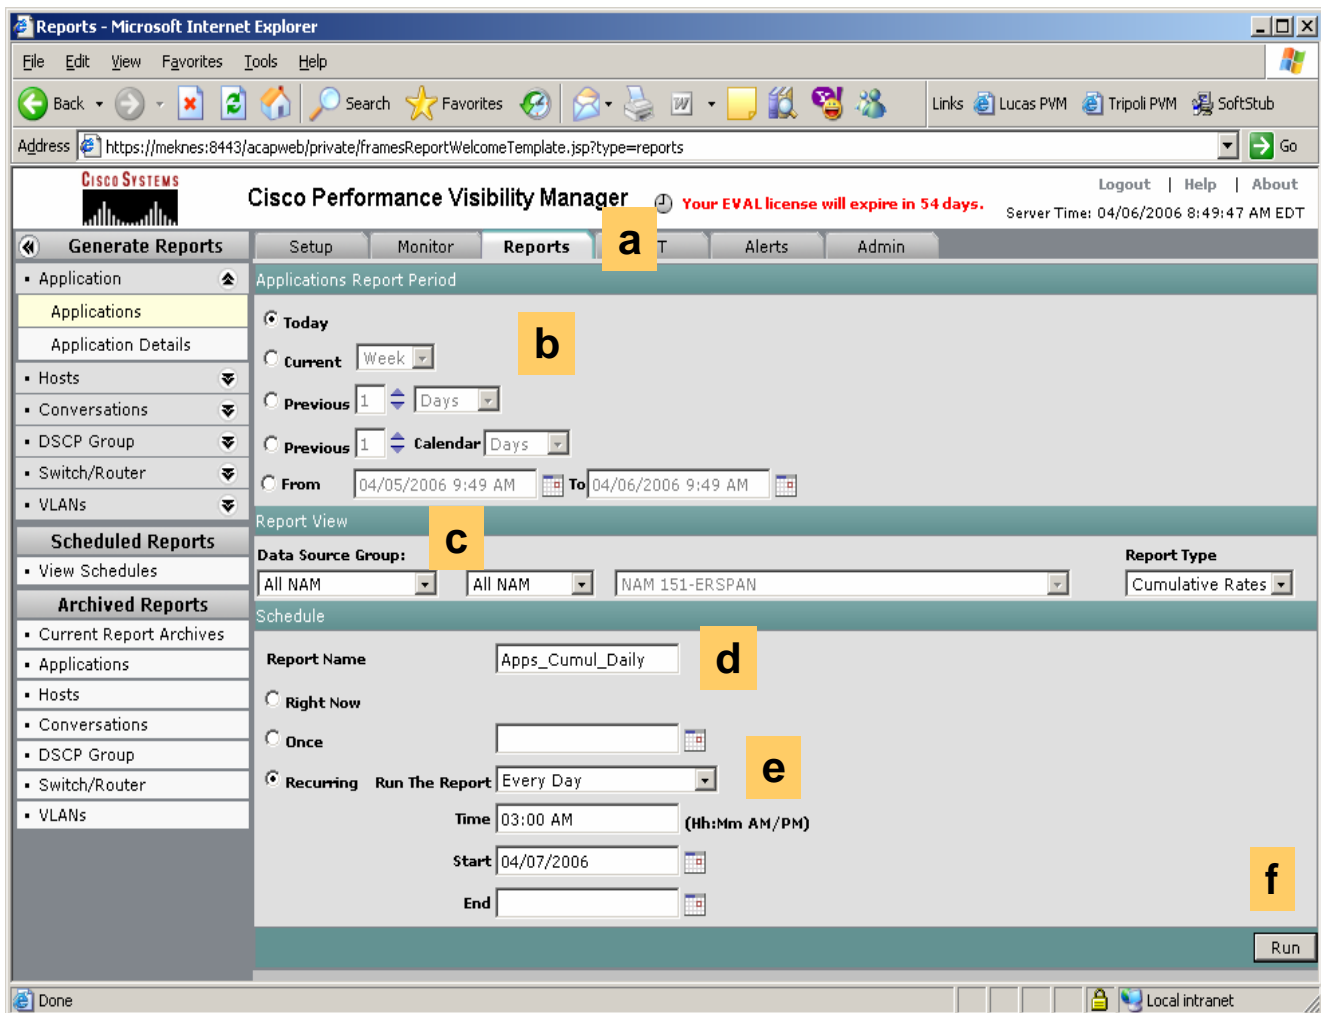 Reports - Microsoft Internet Explorer
File Edit View Favorites Tools Help
Back Search Favorites Links Lucas PVM Tripoli PVM SoftStub
Address https://meknes:8443/acapweb/private/framesReportWelcomeTemplate.jsp?type=reports Go
CISCO SYSTEMS
Cisco Performance Visibility Manager Your EVAL license will expire in 54 days.
Logout | Help | About
Server Time: 04/06/2006 8:49:47 AM EDT
Generate Reports Setup Monitor Reports a T Alerts Admin
Application Applications Report Period
Applications
Today
b
Application Details
Current Week
Hosts
Previous 1 Days
Conversations
DSCP Group
Previous 1 Calendar Days
Switch/Router
From 04/05/2006 9:49 AM To 04/06/2006 9:49 AM
VLANs
Report View
c
Scheduled Reports
Data Source Group: Report Type
View Schedules
All NAM All NAM NAM 151-ERSPAN Cumulative Rates
Archived Reports
Schedule
Current Report Archives
Applications
Report Name Apps_Cumul_Daily d
Hosts
Right Now
Conversations
Once
DSCP Group
e
Switch/Router
Recurring Run The Report Every Day
VLANs
Time 03:00 AM (Hh:Mm AM/PM)
Start 04/07/2006
f
End
Run
Done Local intranet